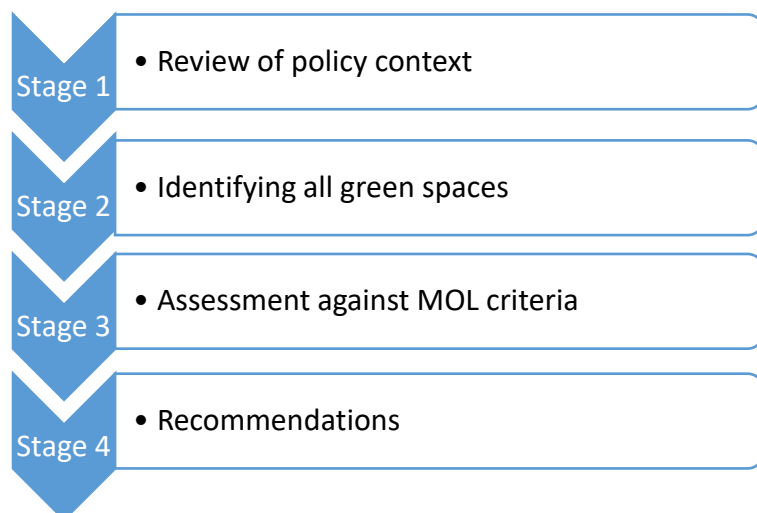 Stage 1
• Review of policy context
Stage 2
• Identifying all green spaces
Stage 3
• Assessment against MOL criteria
Stage 4
• Recommendations